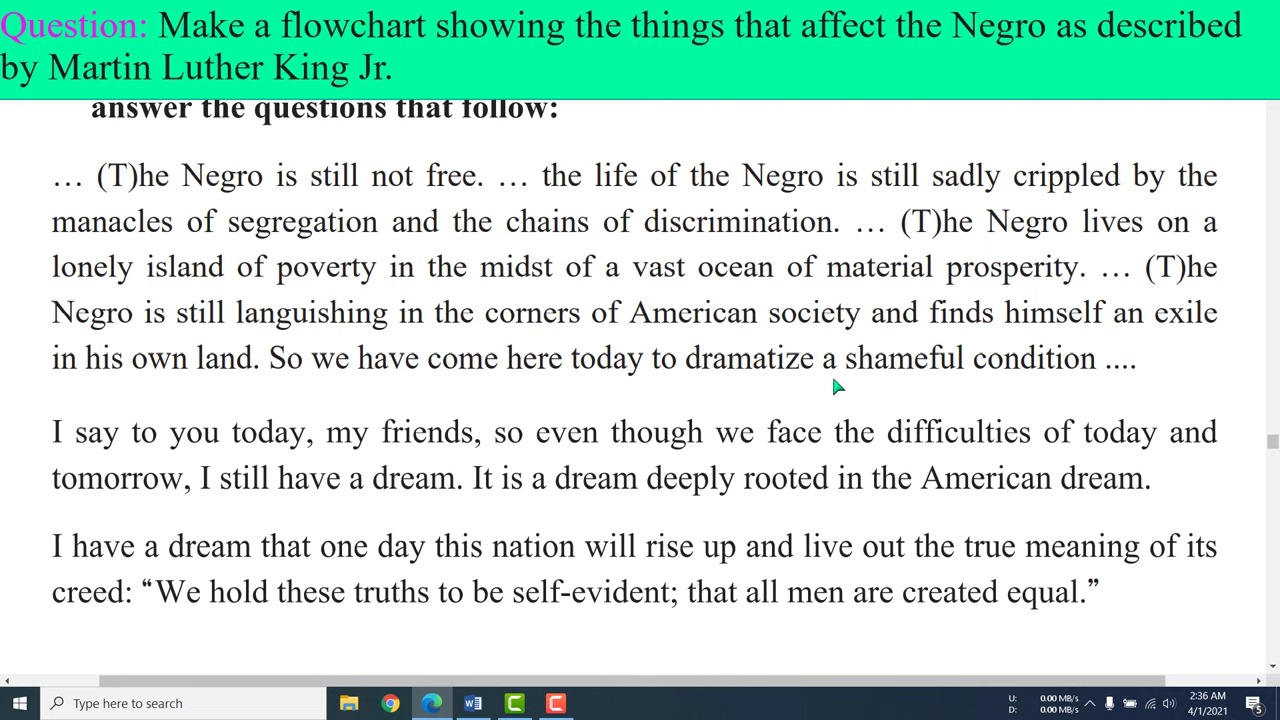 Question: Make a flowchart showing the things that affect the Negro as described
by Martin Luther King Jr.
answer the questions that follow:
… (T)he Negro is still not free. … the life of the Negro is still sadly crippled by the
manacles of segregation and the chains of discrimination. … (T)he Negro lives on a
lonely island of poverty in the midst of a vast ocean of material prosperity. … (T)he
Negro is still languishing in the corners of American society and finds himself an exile
in his own land. So we have come here today to dramatize a shameful condition ....
I say to you today, my friends, so even though we face the difficulties of today and
tomorrow, I still have a dream. It is a dream deeply rooted in the American dream.
I have a dream that one day this nation will rise up and live out the true meaning of its
creed: “We hold these truths to be self-evident; that all men are created equal.”
Type here to search
U: 0.00 MB/s
D: 0.00 MB/s
2:36 AM
4/1/2021
5